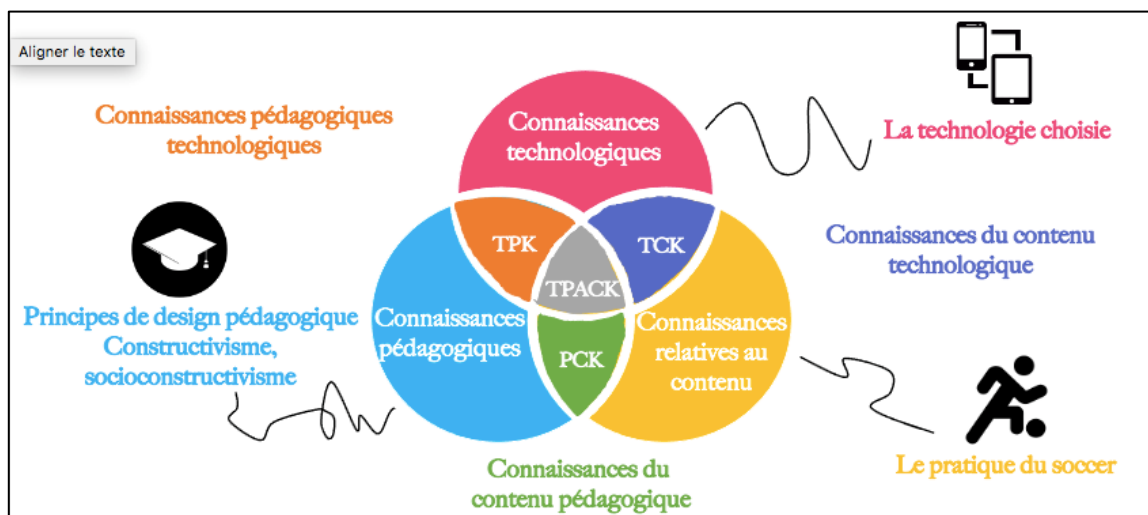 Aligner le texte
Connaissances pédagogiques
technologiques
Connaissances
technologiques
La technologie choisie
TPK
TCK
Connaissances du contenu
technologique
TPACK
Principes de design pédagogique
Constructivisme,
socioconstructivisme
Connaissances
pédagogiques
Connaissances
relatives au
contenu
PCK
Le pratique du soccer
Connaissances du
contenu pédagogique